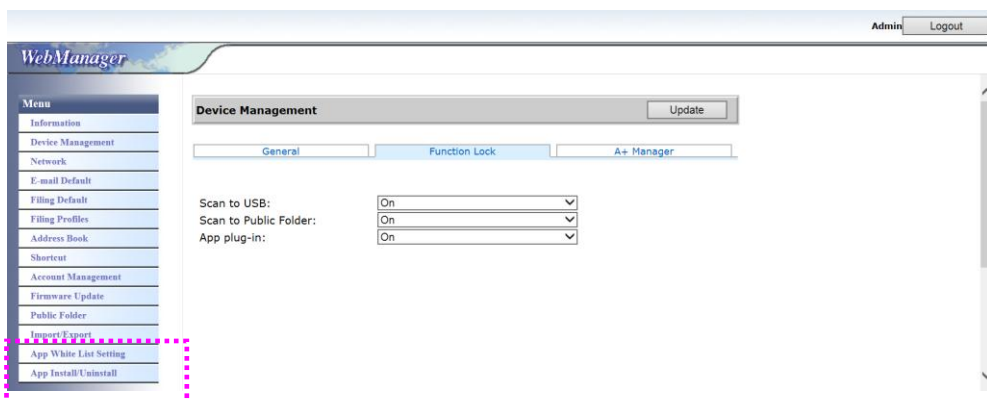 Admin Logout
WebManager
Menu
Information
Device Management
Network
E-mail Default
Filing Default
Filing Profiles
Address Book
Shortcut
Account Management
Firmware Update
Public Folder
Import/Export
App White List Setting
App Install/Uninstall
Device Management Update
General Function Lock A+ Manager
Scan to USB: On
Scan to Public Folder: On
App plug-in: On